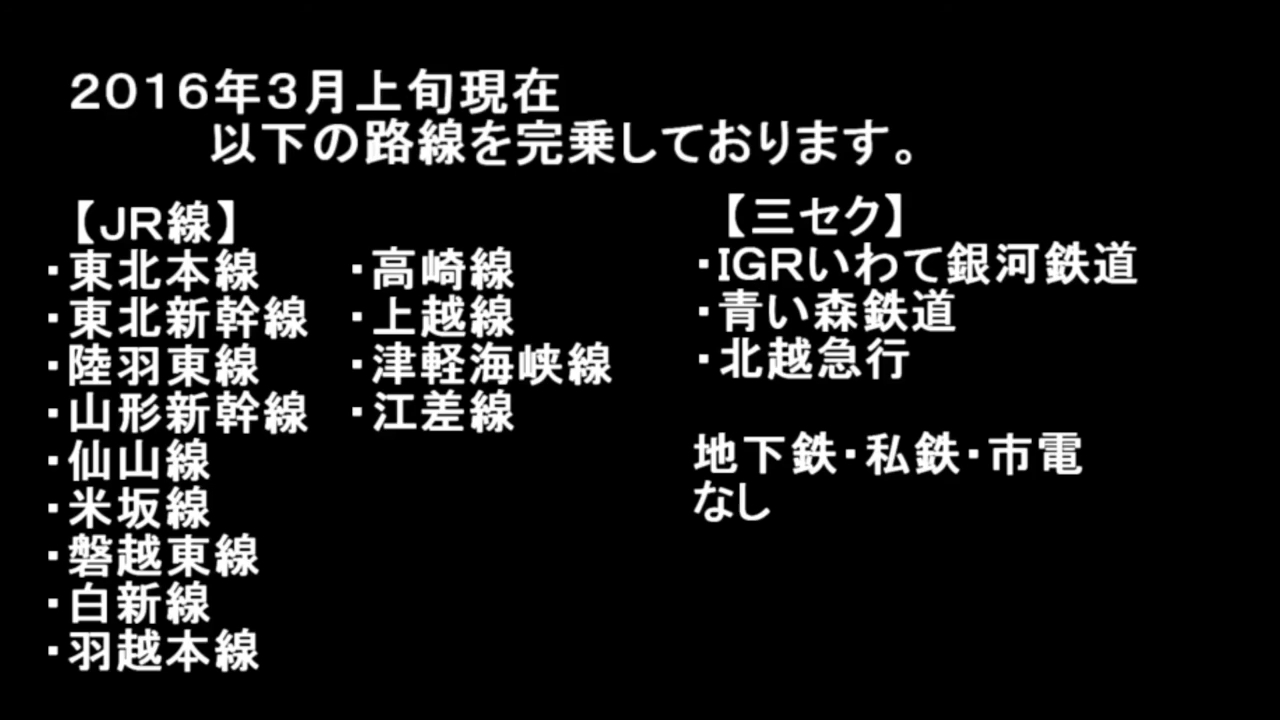 ２０１６年３月上旬現在
以下の路線を完乗しております。
【ＪＲ線】
・東北本線
・東北新幹線
・陸羽東線
・山形新幹線
・仙山線
・米坂線
・磐越東線
・白新線
・羽越本線
・高崎線
・上越線
・津軽海峡線
・江差線
【三セク】
・ＩＧＲいわて銀河鉄道
・青い森鉄道
・北越急行
地下鉄・私鉄・市電
なし